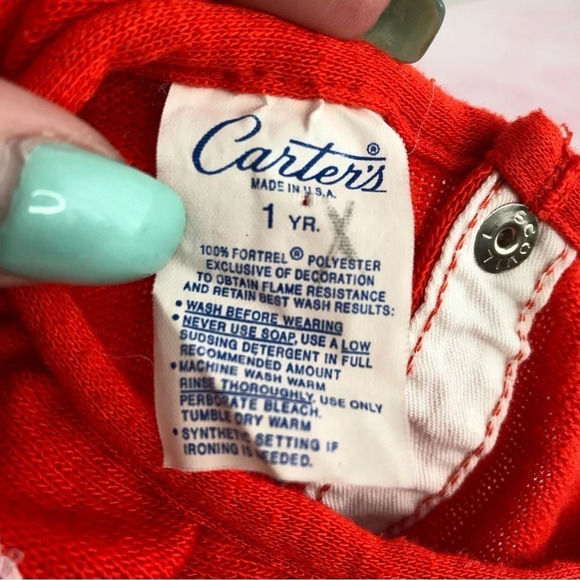 Carter's®
MADE IN U.S.A.
1 YR.
X
100% FORTREL® POLYESTER
EXCLUSIVE OF DECORATION
TO OBTAIN FLAME RESISTANCE
AND RETAIN BEST WASH RESULTS:
• WASH BEFORE WEARING
• NEVER USE SOAP, USE A LOW
SUDSING DETERGENT IN FULL
RECOMMENDED AMOUNT
• MACHINE WASH WARM
RINSE THOROUGHLY, USE ONLY
PERBORATE BLEACH.
TUMBLE DRY WARM
• SYNTHETIC SETTING IF
IRONING IS NEEDED.
SCOVILL